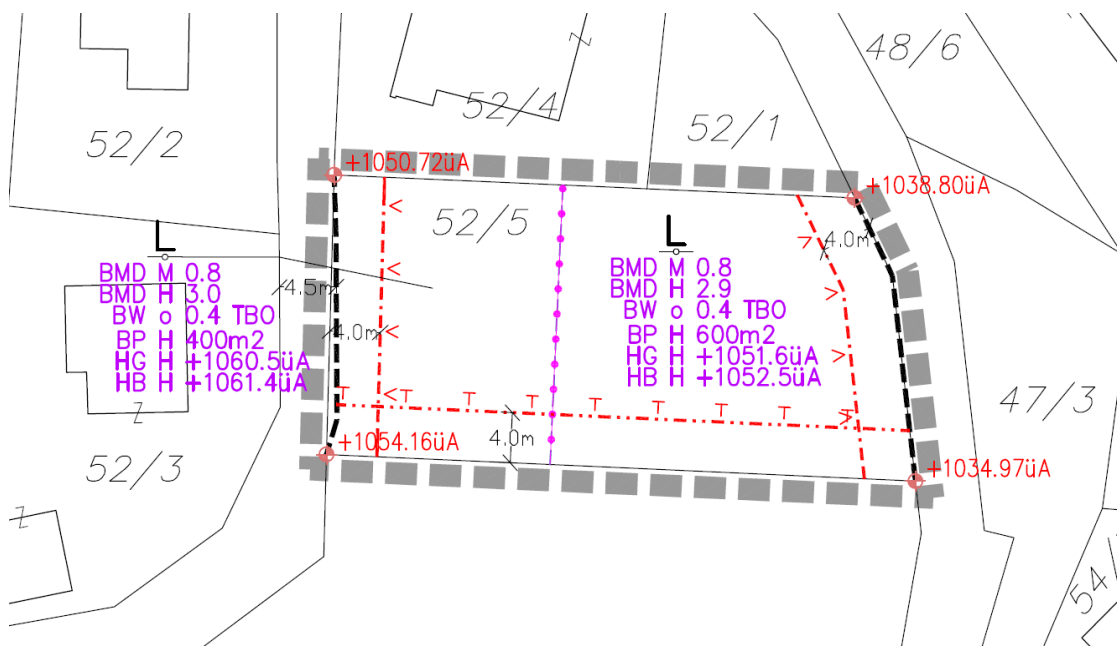 48/6
52/4
52/1
52/2
+1050.72üA
+1038.80üA
52/5
4.0m
L
BMD M 0.8
BMD H 3.0
BW o 0.4 TBO
BP H 400m2
HG H +1060.5üA
HB H +1061.4üA
4.5m
4.0m
L
BMD M 0.8
BMD H 2.9
BW o 0.4 TBO
BP H 600m2
HG H +1051.6üA
HB H +1052.5üA
47/3
T T T T T T T T T
4.0m
+1054.16üA
+1034.97üA
52/3
54/